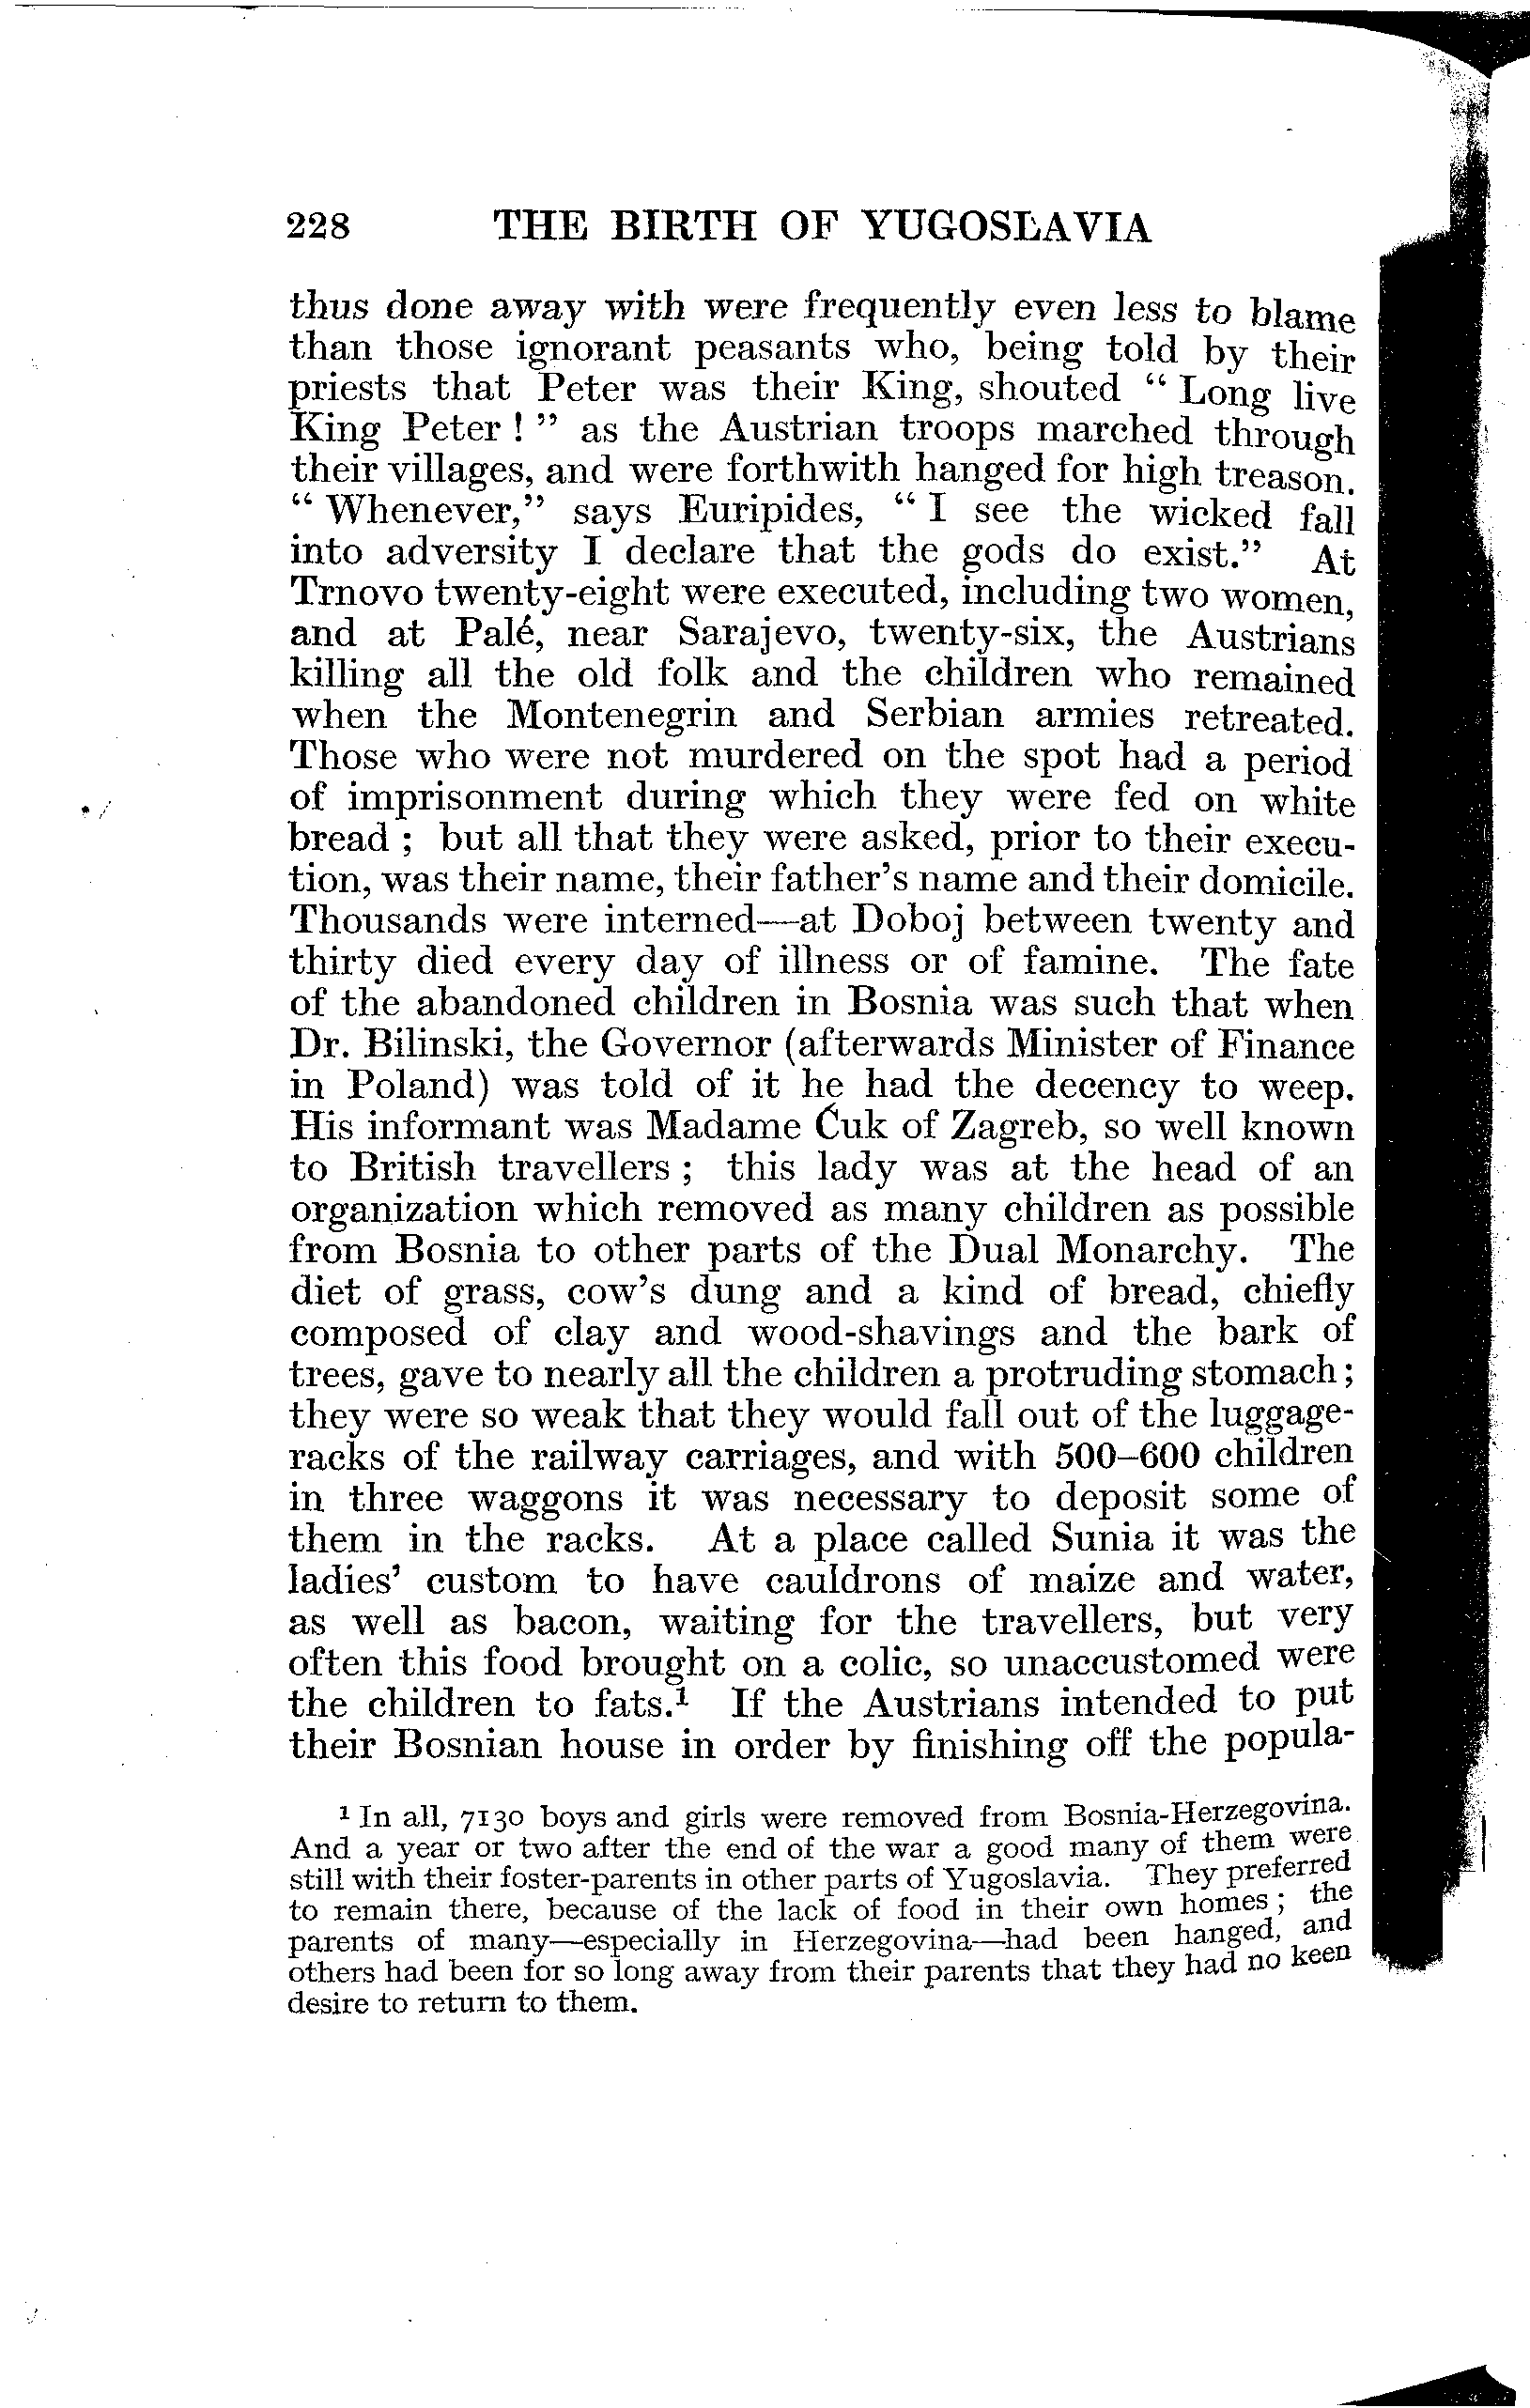 228 THE BIRTH OF YUGOSLAVIA
thus done away with were frequently even less to blame
than those ignorant peasants who, being told by their
priests that Peter was their King, shouted " Long live
King Peter ! " as the Austrian troops marched through
their villages, and were forthwith hanged for high treason.
" Whenever," says Euripides, " I see the wicked fall
into adversity I declare that the gods do exist." At
Trnovo twenty-eight were executed, including two women,
and at Palé, near Sarajevo, twenty-six, the Austrians
killing all the old folk and the children who remained
when the Montenegrin and Serbian armies retreated.
Those who were not murdered on the spot had a period
of imprisonment during which they were fed on white
bread ; but all that they were asked, prior to their execu-
tion, was their name, their father's name and their domicile.
Thousands were interned—at Doboj between twenty and
thirty died every day of illness or of famine. The fate
of the abandoned children in Bosnia was such that when
Dr. Bilinski, the Governor (afterwards Minister of Finance
in Poland) was told of it he had the decency to weep.
His informant was Madame Ćuk of Zagreb, so well known
to British travellers ; this lady was at the head of an
organization which removed as many children as possible
from Bosnia to other parts of the Dual Monarchy. The
diet of grass, cow's dung and a kind of bread, chiefly
composed of clay and wood-shavings and the bark of
trees, gave to nearly all the children a protruding stomach ;
they were so weak that they would fall out of the luggage-
racks of the railway carriages, and with 500–600 children
in three waggons it was necessary to deposit some of
them in the racks. At a place called Sunia it was the
ladies' custom to have cauldrons of maize and water,
as well as bacon, waiting for the travellers, but very
often this food brought on a colic, so unaccustomed were
the children to fats.¹ If the Austrians intended to put
their Bosnian house in order by finishing off the popula-
¹ In all, 7130 boys and girls were removed from Bosnia-Herzegovina.
And a year or two after the end of the war a good many of them were
still with their foster-parents in other parts of Yugoslavia. They preferred
to remain there, because of the lack of food in their own homes ; the
parents of many—especially in Herzegovina—had been hanged, and
others had been for so long away from their parents that they had no keen
desire to return to them.